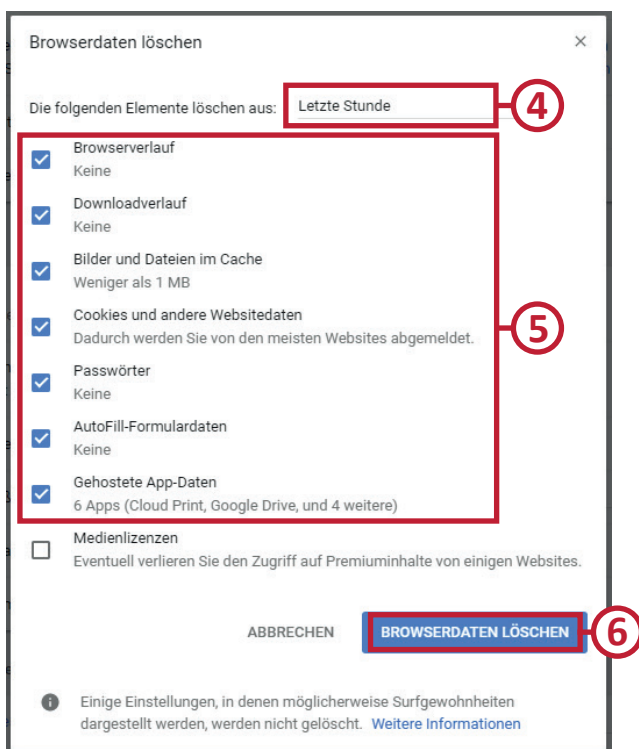 Browserdaten löschen
Die folgenden Elemente löschen aus: Letzte Stunde 4
Browserverlauf
Keine
Downloadverlauf
Keine
Bilder und Dateien im Cache
Weniger als 1 MB
Cookies und andere Websitedaten
Dadurch werden Sie von den meisten Websites abgemeldet.
5
Passwörter
Keine
AutoFill-Formulardaten
Keine
Gehostete App-Daten
6 Apps (Cloud Print, Google Drive, und 4 weitere)
Medienlizenzen
Eventuell verlieren Sie den Zugriff auf Premiuminhalte von einigen Websites.
ABBRECHEN BROWSERDATEN LÖSCHEN 6
Einige Einstellungen, in denen möglicherweise Surfgewohnheiten
dargestellt werden, werden nicht gelöscht. Weitere Informationen